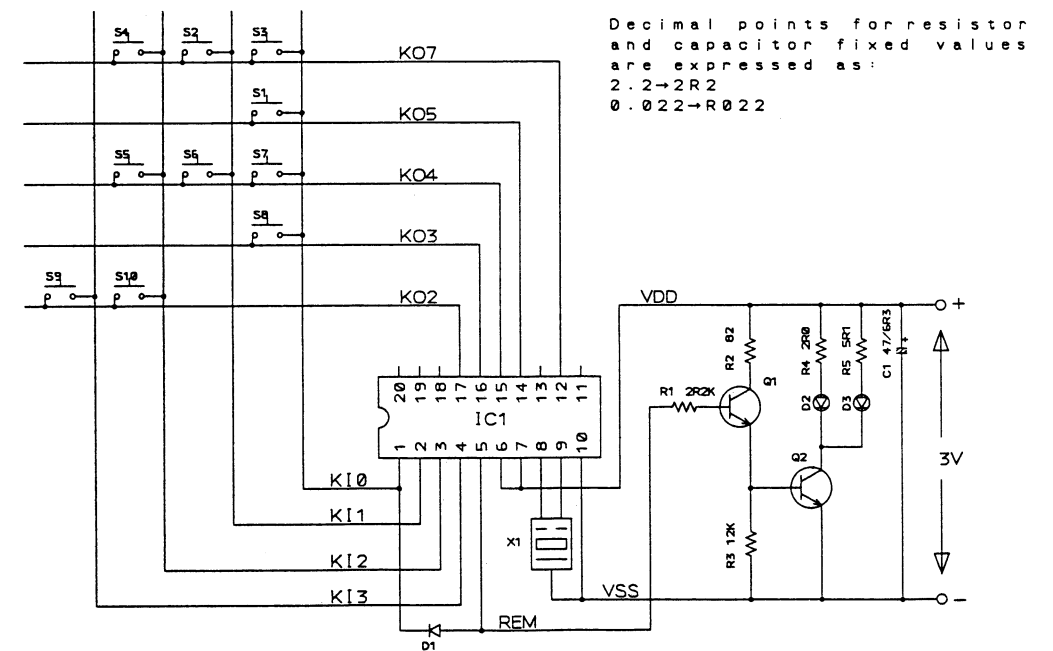 Decimal points for resistor
and capacitor fixed values
are expressed as:
2.2→2R2
0.022→R022
S4 S2 S3
KO7
S1
KO5
S5 S6 S7
KO4
S8
KO3
S9 S10
KO2
VDD
+
R2 82
R4 2R0
R5 5R1
C1 47/6R3
+
R1 2R2K
Q1
D2
D3
20 19 18 17 16 15 14 13 12 11
IC1
1 2 3 4 5 6 7 8 9 10
Q2
3V
KI0
KI1
X1
R3 12K
KI2
KI3
VSS
–
REM
D1